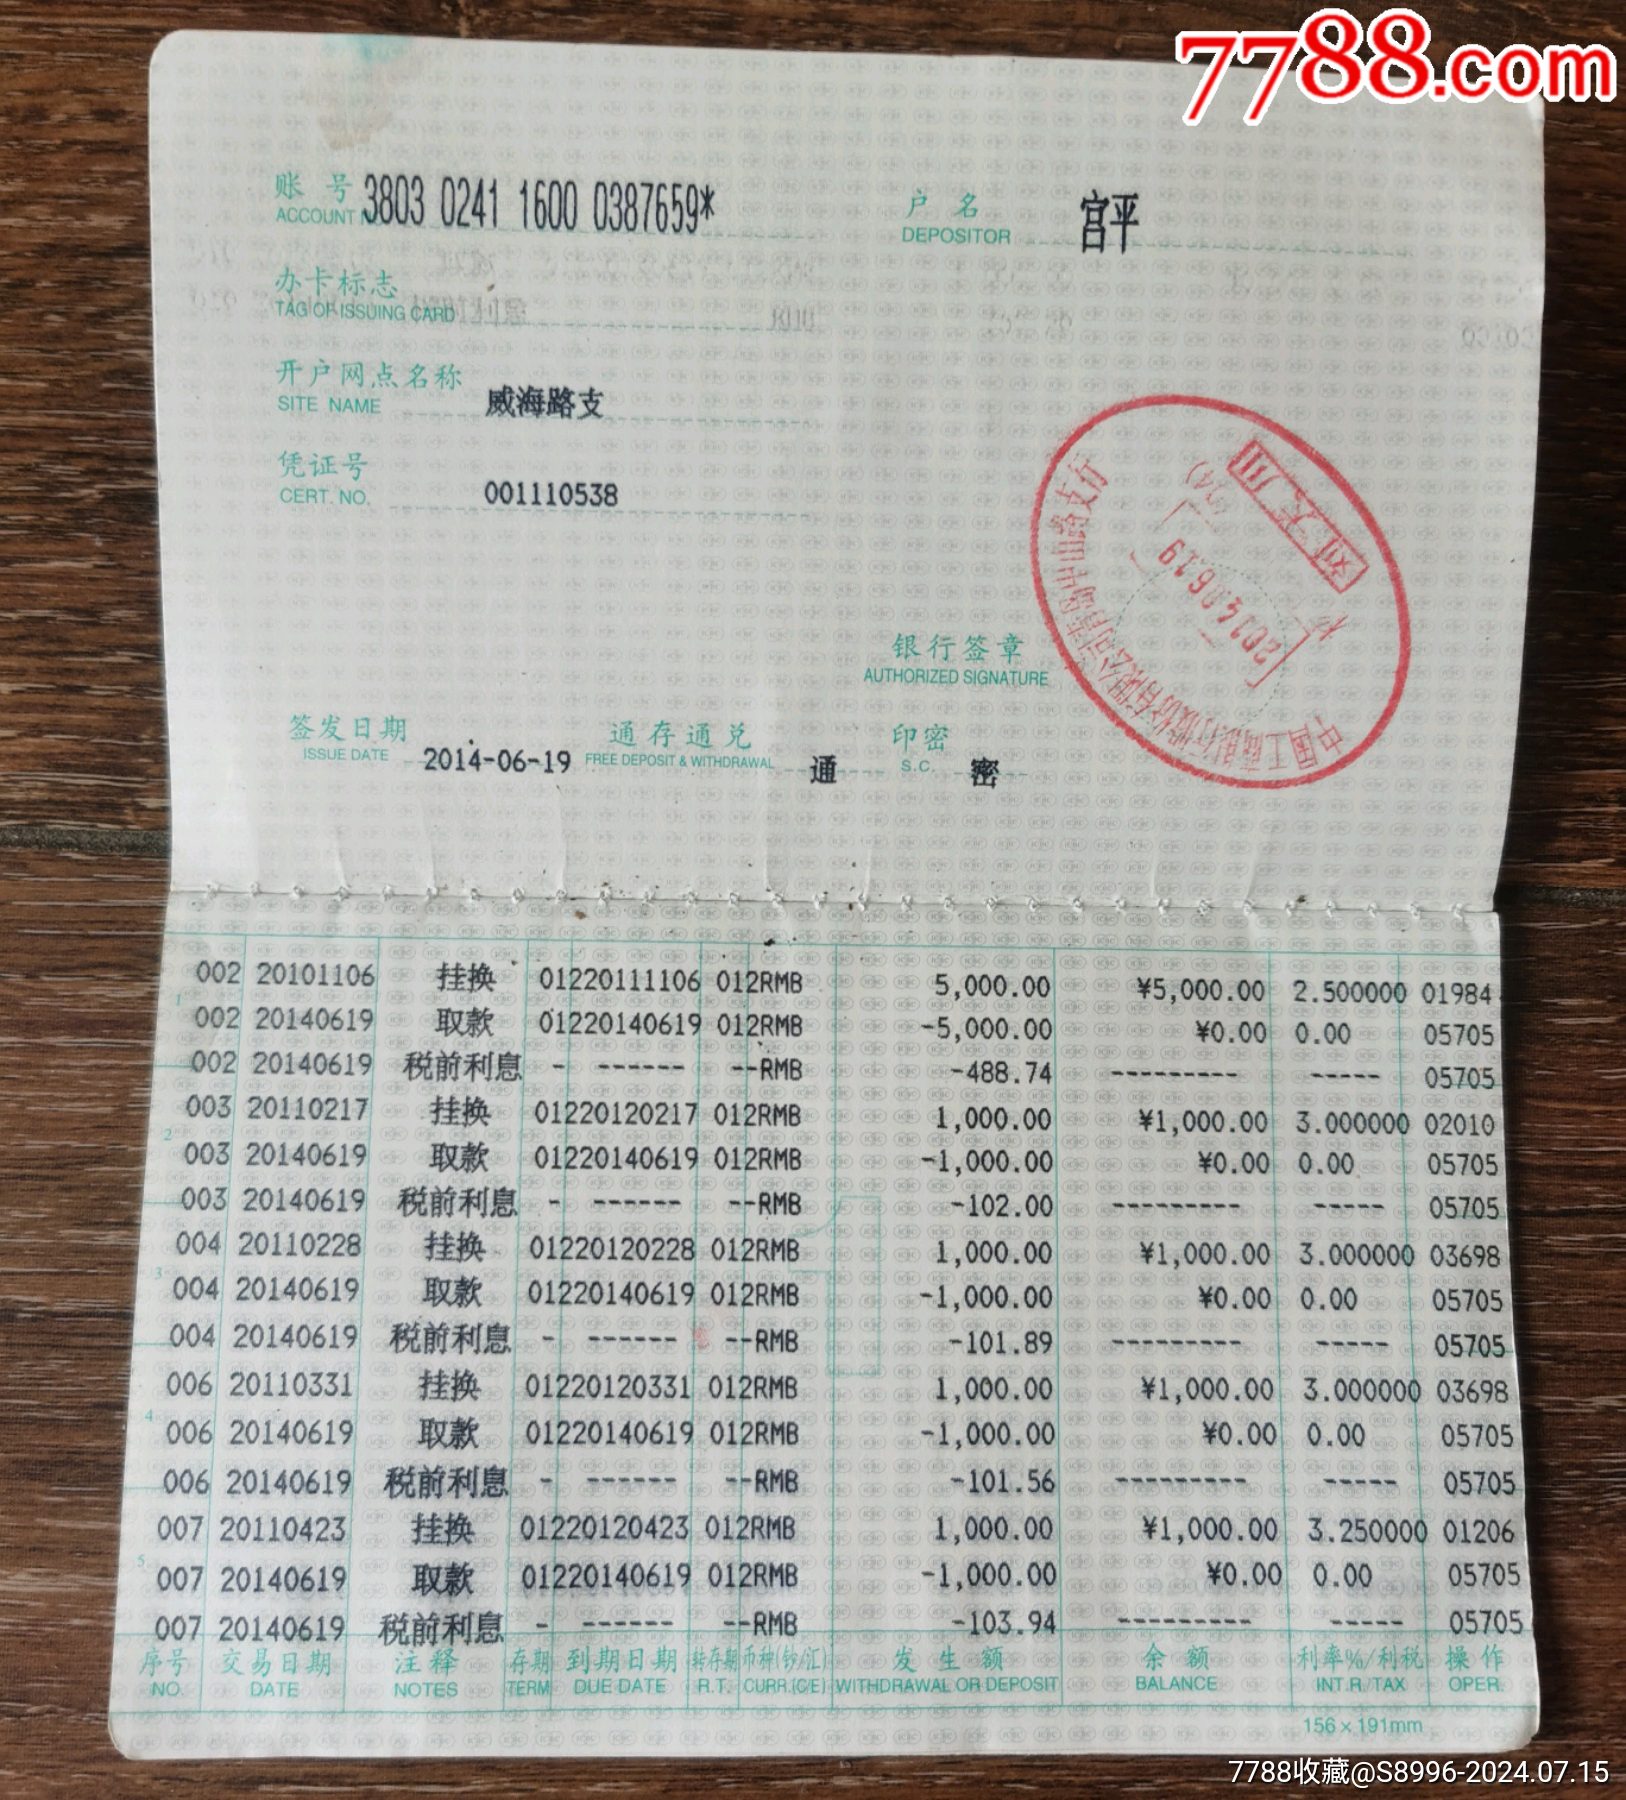 7788.com
账号 3803 0241 1600 0387659*
ACCOUNT
户名 宫平
DEPOSITOR
办卡标志
TAG OF ISSUING CARD
开户网点名称 威海路支
SITE NAME
凭证号
CERT. NO. 001110538
银行签章
AUTHORIZED SIGNATURE
20140619
签发日期 2014-06-19 通存通兑 通 印密 密
ISSUE DATE FREE DEPOSIT & WITHDRAWAL S.C.
002 20101106 挂换 01220111106 012RMB 5,000.00 ¥5,000.00 2.500000 01984
1
002 20140619 取款 01220140619 012RMB -5,000.00 ¥0.00 0.00 05705
002 20140619 税前利息 - ------ --RMB -488.74 --------- ----- 05705
003 20110217 挂换 01220120217 012RMB 1,000.00 ¥1,000.00 3.000000 02010
2
003 20140619 取款 01220140619 012RMB -1,000.00 ¥0.00 0.00 05705
003 20140619 税前利息 - ------ --RMB -102.00 --------- ----- 05705
004 20110228 挂换 01220120228 012RMB 1,000.00 ¥1,000.00 3.000000 03698
3
004 20140619 取款 01220140619 012RMB -1,000.00 ¥0.00 0.00 05705
004 20140619 税前利息 - ------ --RMB -101.89 --------- ----- 05705
006 20110331 挂换 01220120331 012RMB 1,000.00 ¥1,000.00 3.000000 03698
4
006 20140619 取款 01220140619 012RMB -1,000.00 ¥0.00 0.00 05705
006 20140619 税前利息 - ------ --RMB -101.56 --------- ----- 05705
007 20110423 挂换 01220120423 012RMB 1,000.00 ¥1,000.00 3.250000 01206
5
007 20140619 取款 01220140619 012RMB -1,000.00 ¥0.00 0.00 05705
007 20140619 税前利息 - ------ --RMB -103.94 --------- ----- 05705
序号 交易日期 注释 存期 到期日期 转存期 币种(钞/汇) 发生额 余额 利率%/利税 操作
NO. DATE NOTES TERM DUE DATE R.T. CURR.(C/E) WITHDRAWAL OR DEPOSIT BALANCE INT.R./TAX OPER.
156×191mm
7788收藏@S8996-2024.07.15